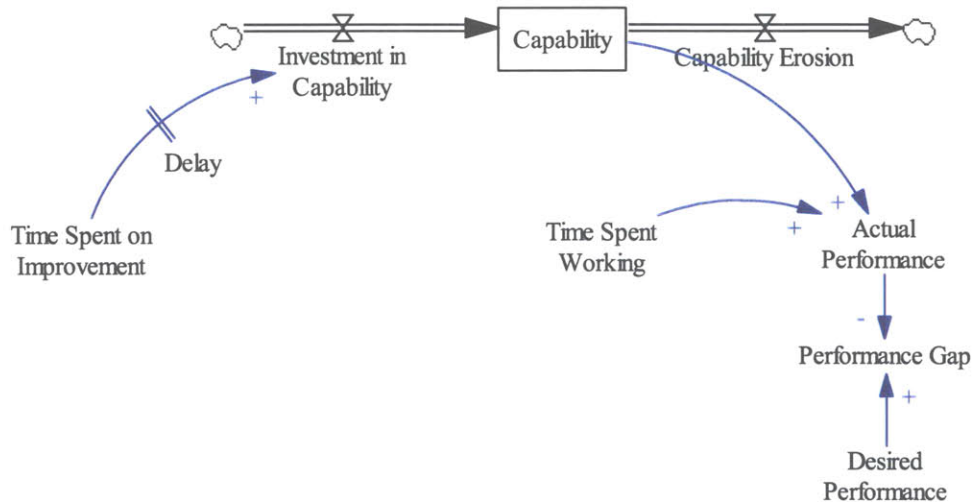 Capability
Investment in
Capability
Capability Erosion
+
Delay
Time Spent on
Improvement
Time Spent
Working
+
+
Actual
Performance
-
Performance Gap
+
Desired
Performance